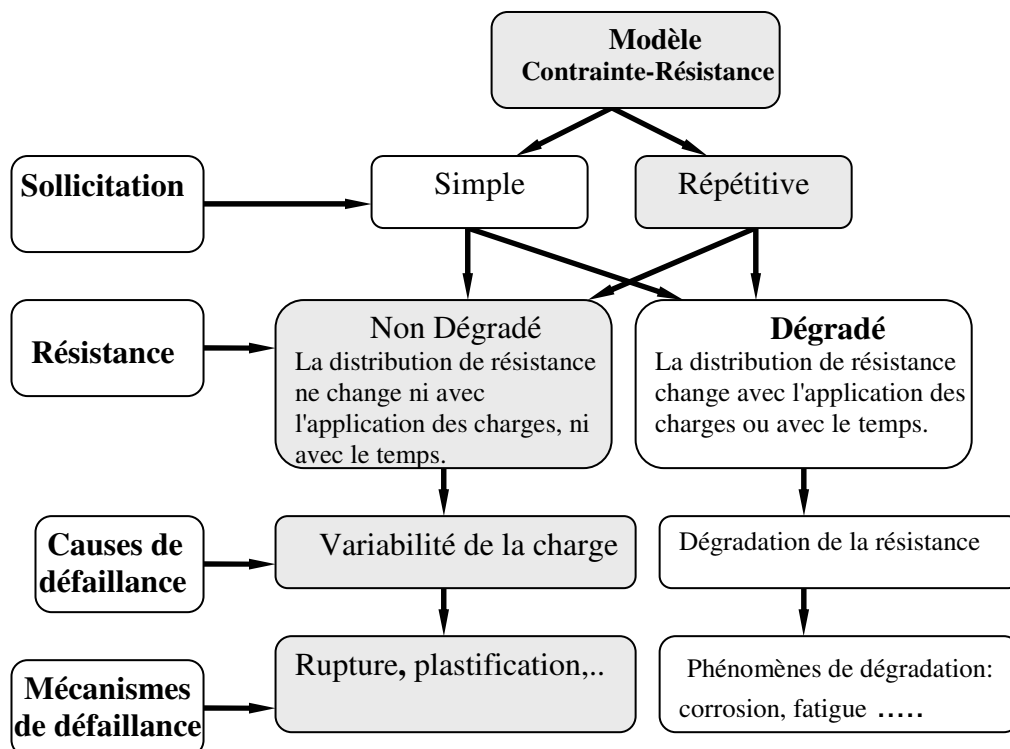 Modèle
Contrainte-Résistance
Sollicitation
Simple
Répétitive
Résistance
Non Dégradé
La distribution de résistance
ne change ni avec
l'application des charges, ni
avec le temps.
Dégradé
La distribution de résistance
change avec l'application des
charges ou avec le temps.
Causes de
défaillance
Variabilité de la charge
Dégradation de la résistance
Mécanismes
de défaillance
Rupture, plastification,..
Phénomènes de dégradation:
corrosion, fatigue .....